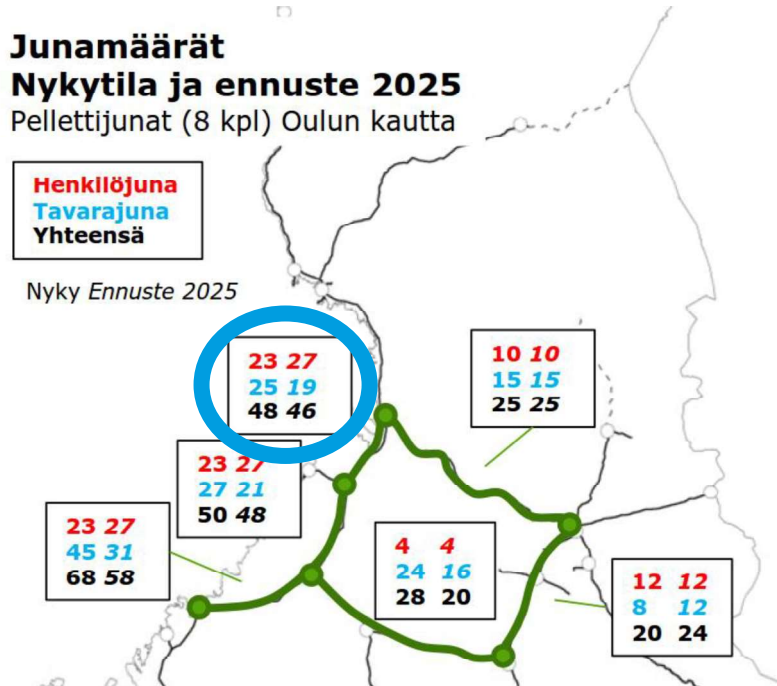 Junamäärät
Nykytila ja ennuste 2025
Pellettijunat (8 kpl) Oulun kautta
Henkilöjuna
Tavarajuna
Yhteensä
Nyky Ennuste 2025
23 27
25 19
48 46
10 10
15 15
25 25
23 27
27 21
50 48
23 27
45 31
68 58
4 4
24 16
28 20
12 12
8 12
20 24